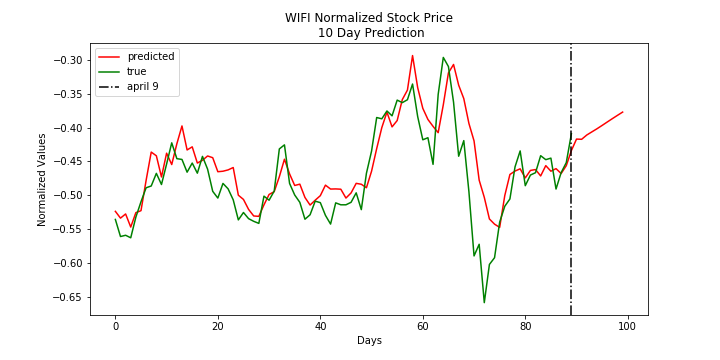 WIFI Normalized Stock Price
10 Day Prediction
predicted
true
april 9
Normalized Values
−0.30
−0.35
−0.40
−0.45
−0.50
−0.55
−0.60
−0.65
0
20
40
60
80
100
Days